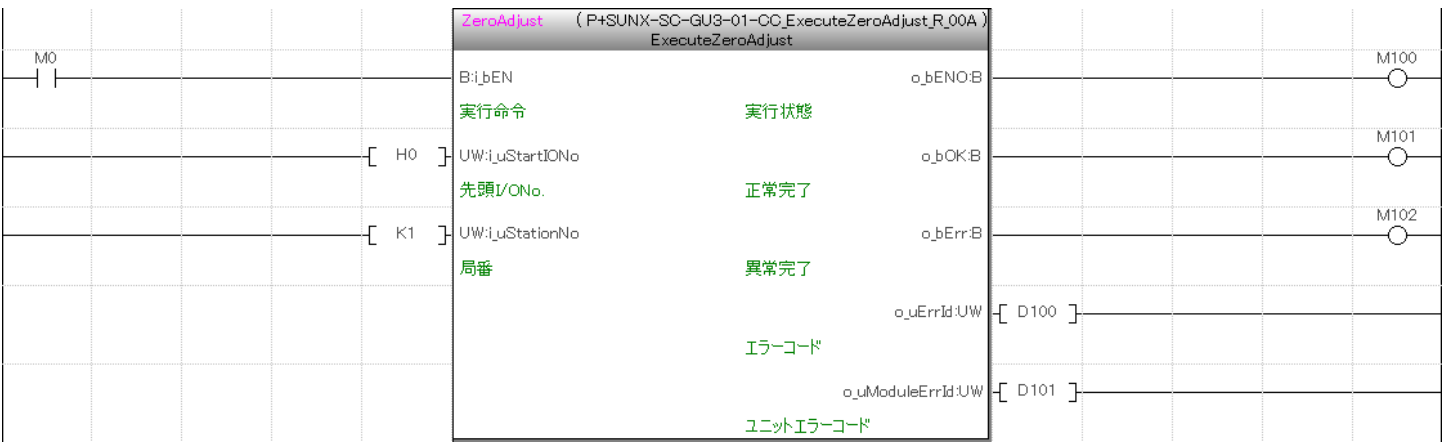 ZeroAdjust (P+SUNX-SC-GU3-01-CC_ExecuteZeroAdjust_R_00A)
ExecuteZeroAdjust
M0 M100
B:i_bEN o_bENO:B
実行命令 実行状態
M101
H0 UW:i_uStartIONo o_bOK:B
先頭I/ONo. 正常完了
M102
K1 UW:i_uStationNo o_bErr:B
局番 異常完了
o_uErrId:UW D100
エラーコード
o_uModuleErrId:UW D101
ユニットエラーコード